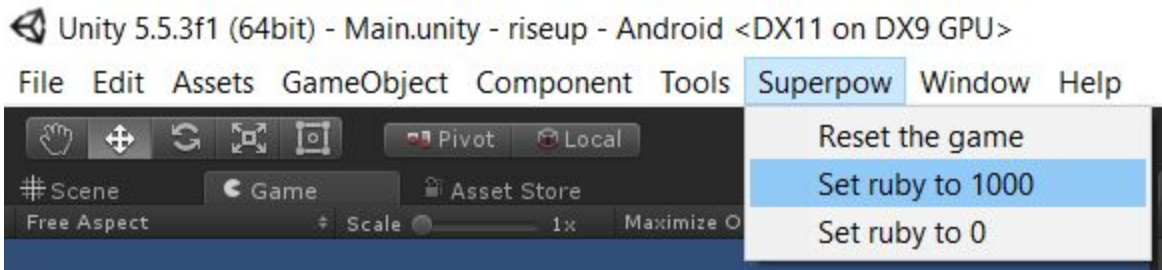 Unity 5.5.3f1 (64bit) - Main.unity - riseup - Android <DX11 on DX9 GPU>
File Edit Assets GameObject Component Tools Superpow Window Help
Pivot Local
Reset the game
Scene Game Asset Store
Set ruby to 1000
Free Aspect Scale 1x Maximize O
Set ruby to 0